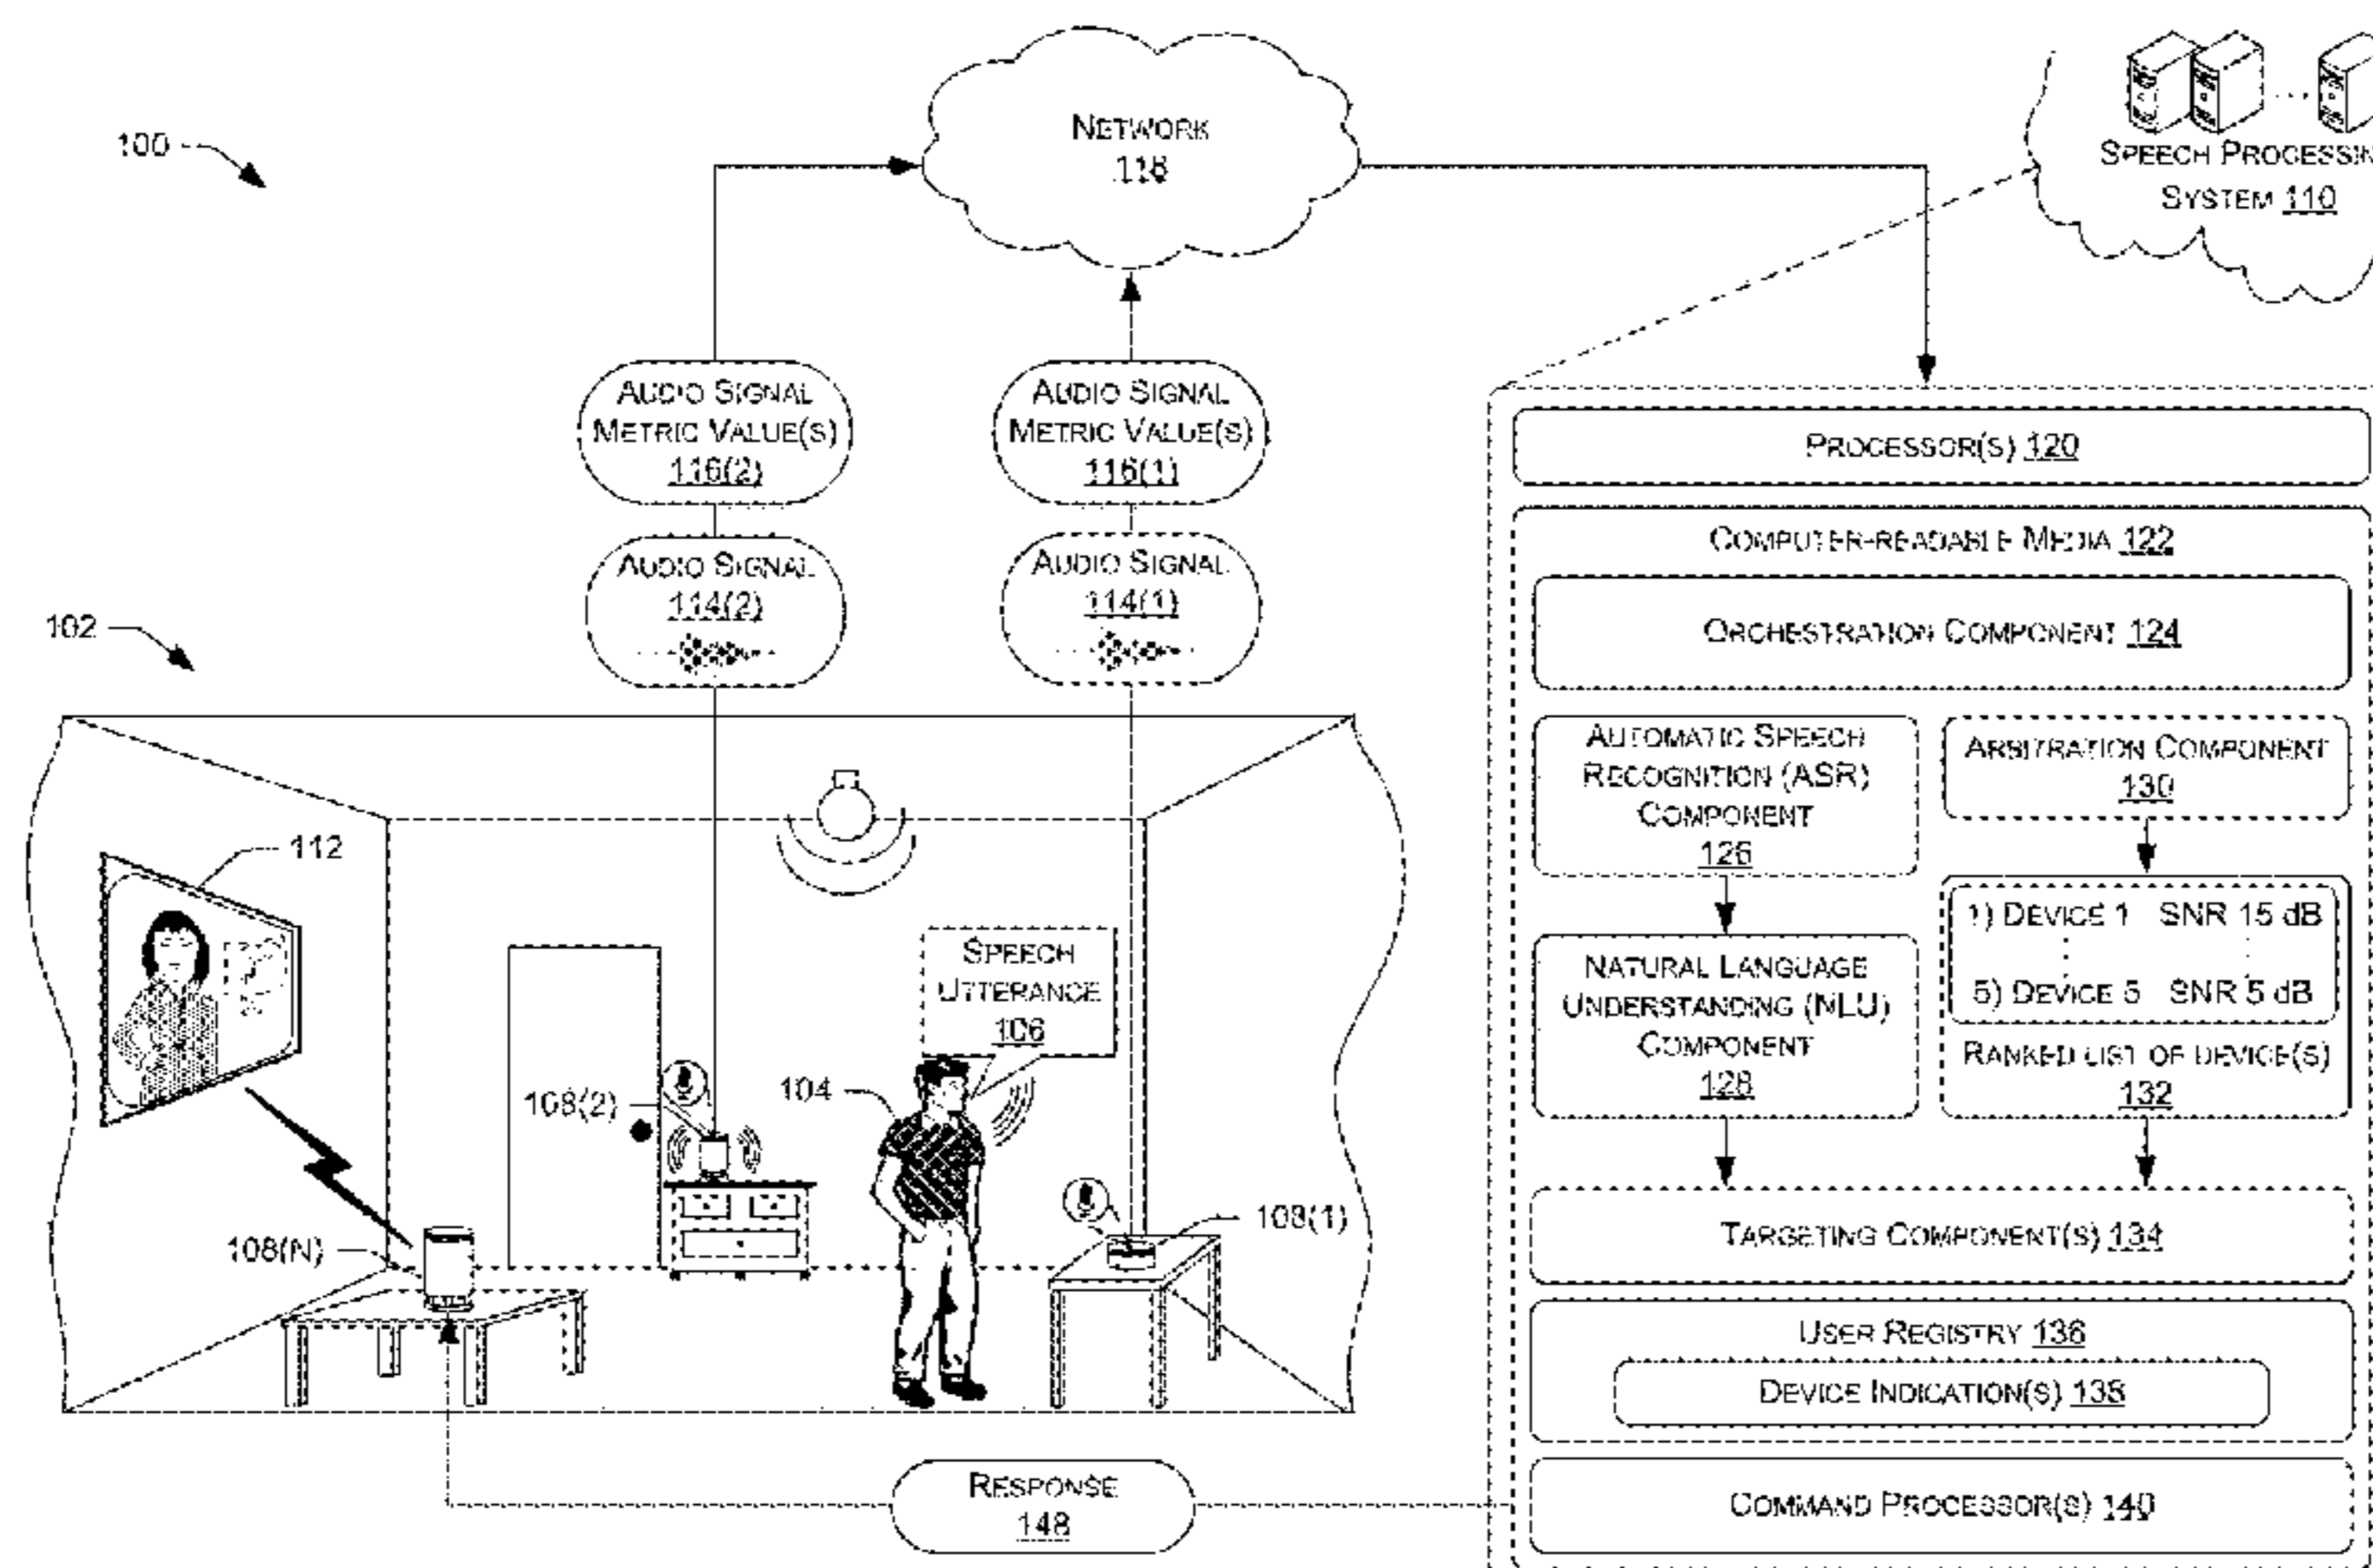 100
NETWORK
118
SPEECH PROCESSIN
SYSTEM 110
AUDIO SIGNAL
METRIC VALUE(S)
116(2)
AUDIO SIGNAL
METRIC VALUE(S)
116(1)
AUDIO SIGNAL
114(2)
AUDIO SIGNAL
114(1)
102
112
SPEECH
UTTERANCE
106
104
108(2)
108(1)
108(N)
RESPONSE
148
PROCESSOR(S) 120
COMPUTER-READABLE MEDIA 122
ORCHESTRATION COMPONENT 124
AUTOMATIC SPEECH
RECOGNITION (ASR)
COMPONENT
126
ARBITRATION COMPONENT
130
NATURAL LANGUAGE
UNDERSTANDING (NLU)
COMPONENT
128
1) DEVICE 1 SNR 15 dB
5) DEVICE 5 SNR 5 dB
RANKED LIST OF DEVICE(S)
132
TARGETING COMPONENT(S) 134
USER REGISTRY 136
DEVICE INDICATION(S) 138
COMMAND PROCESSOR(S) 140